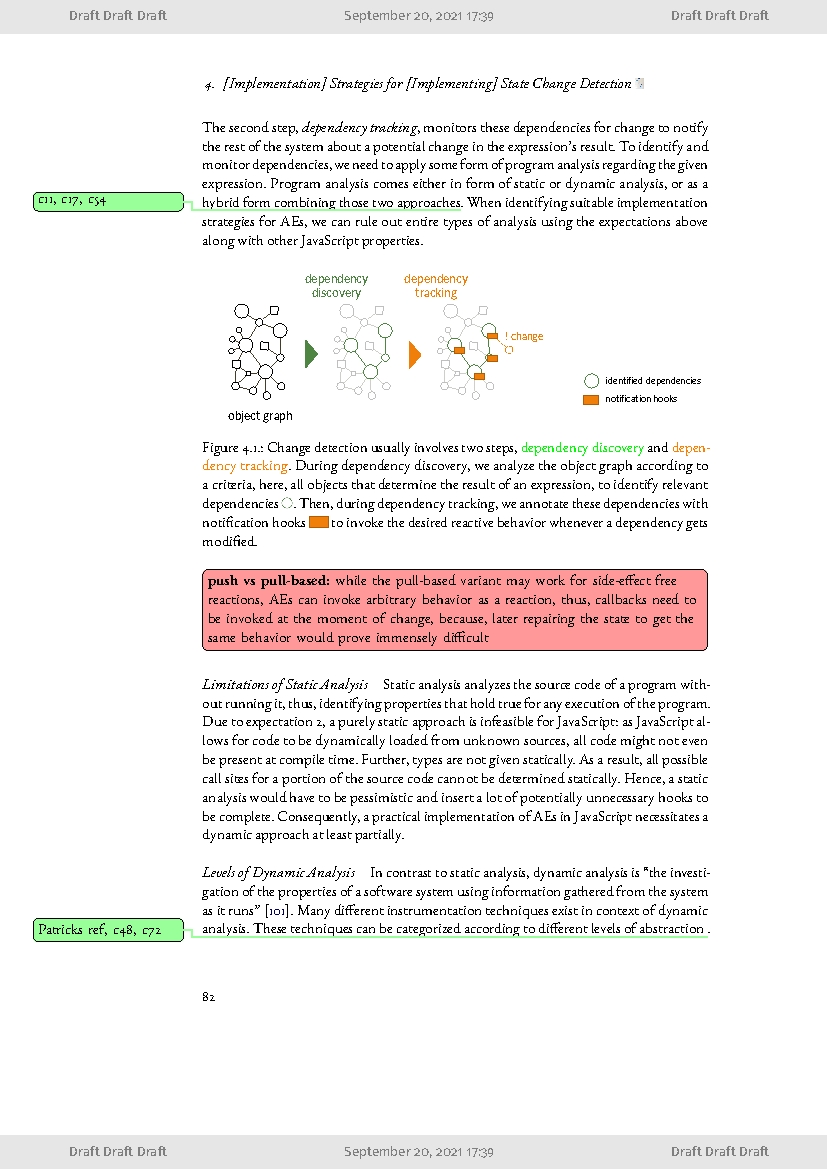 Draft Draft Draft September 20, 2021 17:39 Draft Draft Draft
4. [Implementation] Strategies for [Implementing] State Change Detection
The second step, dependency tracking, monitors these dependencies for change to notify
the rest of the system about a potential change in the expression's result. To identify and
monitor dependencies, we need to apply some form of program analysis regarding the given
expression. Program analysis comes either in form of static or dynamic analysis, or as a
c11, c17, c54
hybrid form combining those two approaches. When identifying suitable implementation
strategies for AEs, we can rule out entire types of analysis using the expectations above
along with other JavaScript properties.
dependency
discovery
dependency
tracking
! change
identified dependencies
notification hooks
object graph
Figure 4.1.: Change detection usually involves two steps, dependency discovery and depen-
dency tracking. During dependency discovery, we analyze the object graph according to
a criteria, here, all objects that determine the result of an expression, to identify relevant
dependencies . Then, during dependency tracking, we annotate these dependencies with
notification hooks to invoke the desired reactive behavior whenever a dependency gets
modified.
push vs pull-based: while the pull-based variant may work for side-effect free
reactions, AEs can invoke arbitrary behavior as a reaction, thus, callbacks need to
be invoked at the moment of change, because, later repairing the state to get the
same behavior would prove immensely difficult
Limitations of Static Analysis Static analysis analyzes the source code of a program with-
out running it, thus, identifying properties that hold true for any execution of the program.
Due to expectation 2, a purely static approach is infeasible for JavaScript: as JavaScript al-
lows for code to be dynamically loaded from unknown sources, all code might not even
be present at compile time. Further, types are not given statically. As a result, all possible
call sites for a portion of the source code cannot be determined statically. Hence, a static
analysis would have to be pessimistic and insert a lot of potentially unnecessary hooks to
be complete. Consequently, a practical implementation of AEs in JavaScript necessitates a
dynamic approach at least partially.
Levels of Dynamic Analysis In contrast to static analysis, dynamic analysis is "the investi-
gation of the properties of a software system using information gathered from the system
as it runs" [101]. Many different instrumentation techniques exist in context of dynamic
Patricks ref, c48, c72
analysis. These techniques can be categorized according to different levels of abstraction .
82
Draft Draft Draft September 20, 2021 17:39 Draft Draft Draft